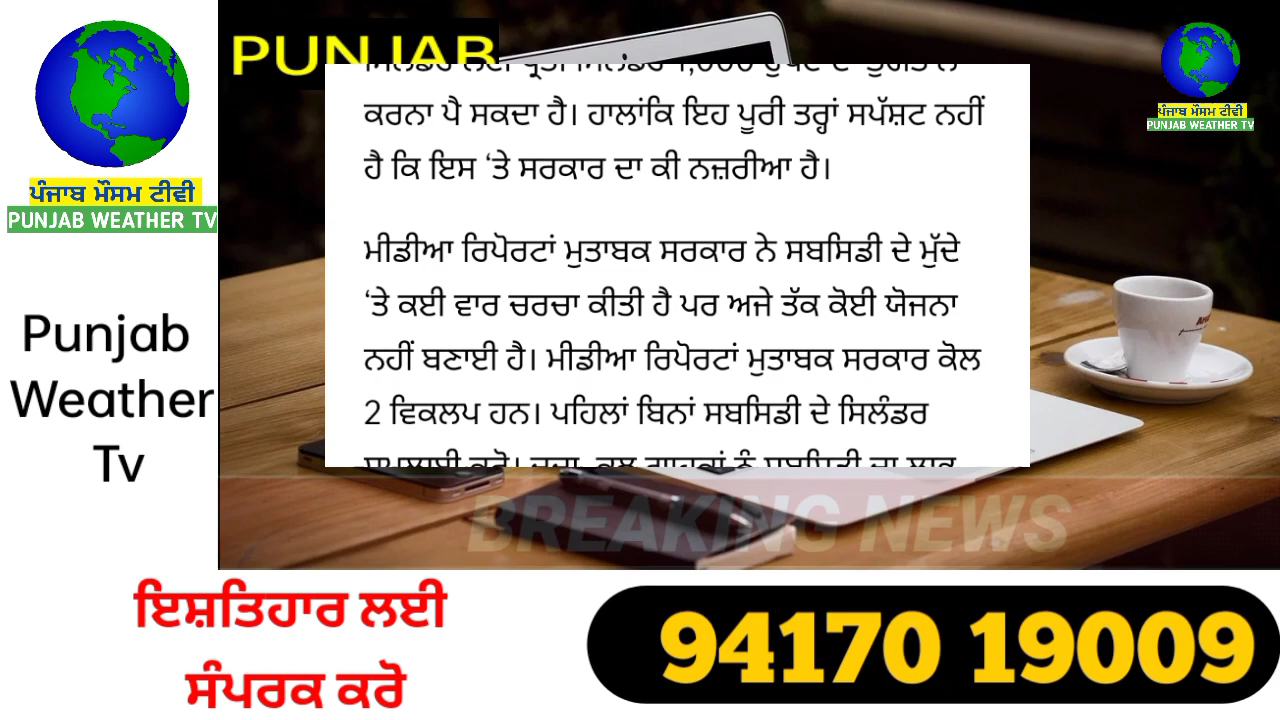 PUNJAB
ਪੰਜਾਬ ਮੌਸਮ ਟੀਵੀ
PUNJAB WEATHER TV
ਪੰਜਾਬ ਮੌਸਮ ਟੀਵੀ
PUNJAB WEATHER TV
Punjab
Weather
Tv
ਕਰਨਾ ਪੈ ਸਕਦਾ ਹੈ। ਹਾਲਾਂਕਿ ਇਹ ਪੂਰੀ ਤਰ੍ਹਾਂ ਸਪੱਸ਼ਟ ਨਹੀਂ
ਹੈ ਕਿ ਇਸ ‘ਤੇ ਸਰਕਾਰ ਦਾ ਕੀ ਨਜ਼ਰੀਆ ਹੈ।
ਮੀਡੀਆ ਰਿਪੋਰਟਾਂ ਮੁਤਾਬਕ ਸਰਕਾਰ ਨੇ ਸਬਸਿਡੀ ਦੇ ਮੁੱਦੇ
‘ਤੇ ਕਈ ਵਾਰ ਚਰਚਾ ਕੀਤੀ ਹੈ ਪਰ ਅਜੇ ਤੱਕ ਕੋਈ ਯੋਜਨਾ
ਨਹੀਂ ਬਣਾਈ ਹੈ। ਮੀਡੀਆ ਰਿਪੋਰਟਾਂ ਮੁਤਾਬਕ ਸਰਕਾਰ ਕੋਲ
2 ਵਿਕਲਪ ਹਨ। ਪਹਿਲਾਂ ਬਿਨਾਂ ਸਬਸਿਡੀ ਦੇ ਸਿਲੰਡਰ
BREAKING NEWS
ਇਸ਼ਤਿਹਾਰ ਲਈ
ਸੰਪਰਕ ਕਰੋ
94170 19009